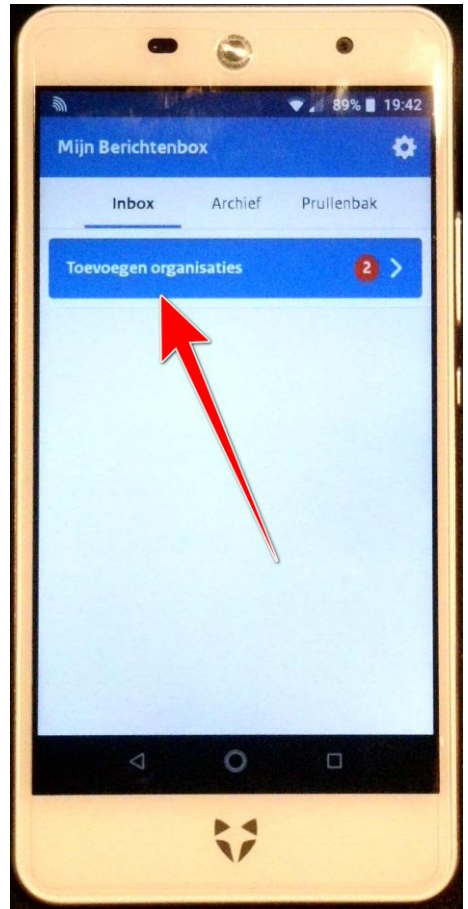 89% 19:42
Mijn Berichtenbox
Inbox Archief Prullenbak
Toevoegen organisaties 2